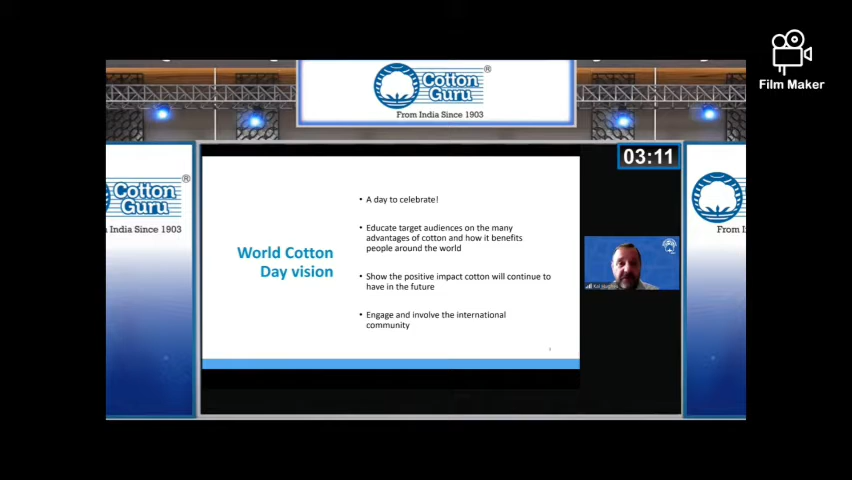 Film Maker
Cotton
Guru
®
From India Since 1903
03:11
Cotton
Guru
®
India Since 1903
From I
World Cotton
Day vision
• A day to celebrate!
• Educate target audiences on the many
advantages of cotton and how it benefits
people around the world
• Show the positive impact cotton will continue to
have in the future
• Engage and involve the international
community